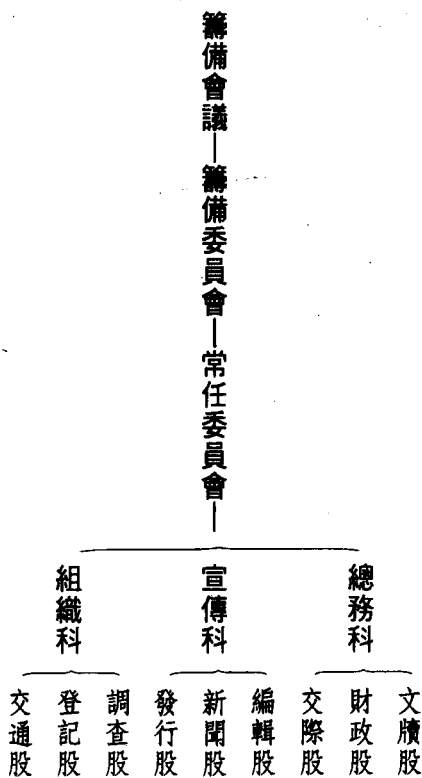 籌備會議—籌備委員會—常任委員會—
總務科
宣傳科
組織科
文牘股
財政股
交際股
編輯股
新聞股
發行股
調查股
登記股
交通股